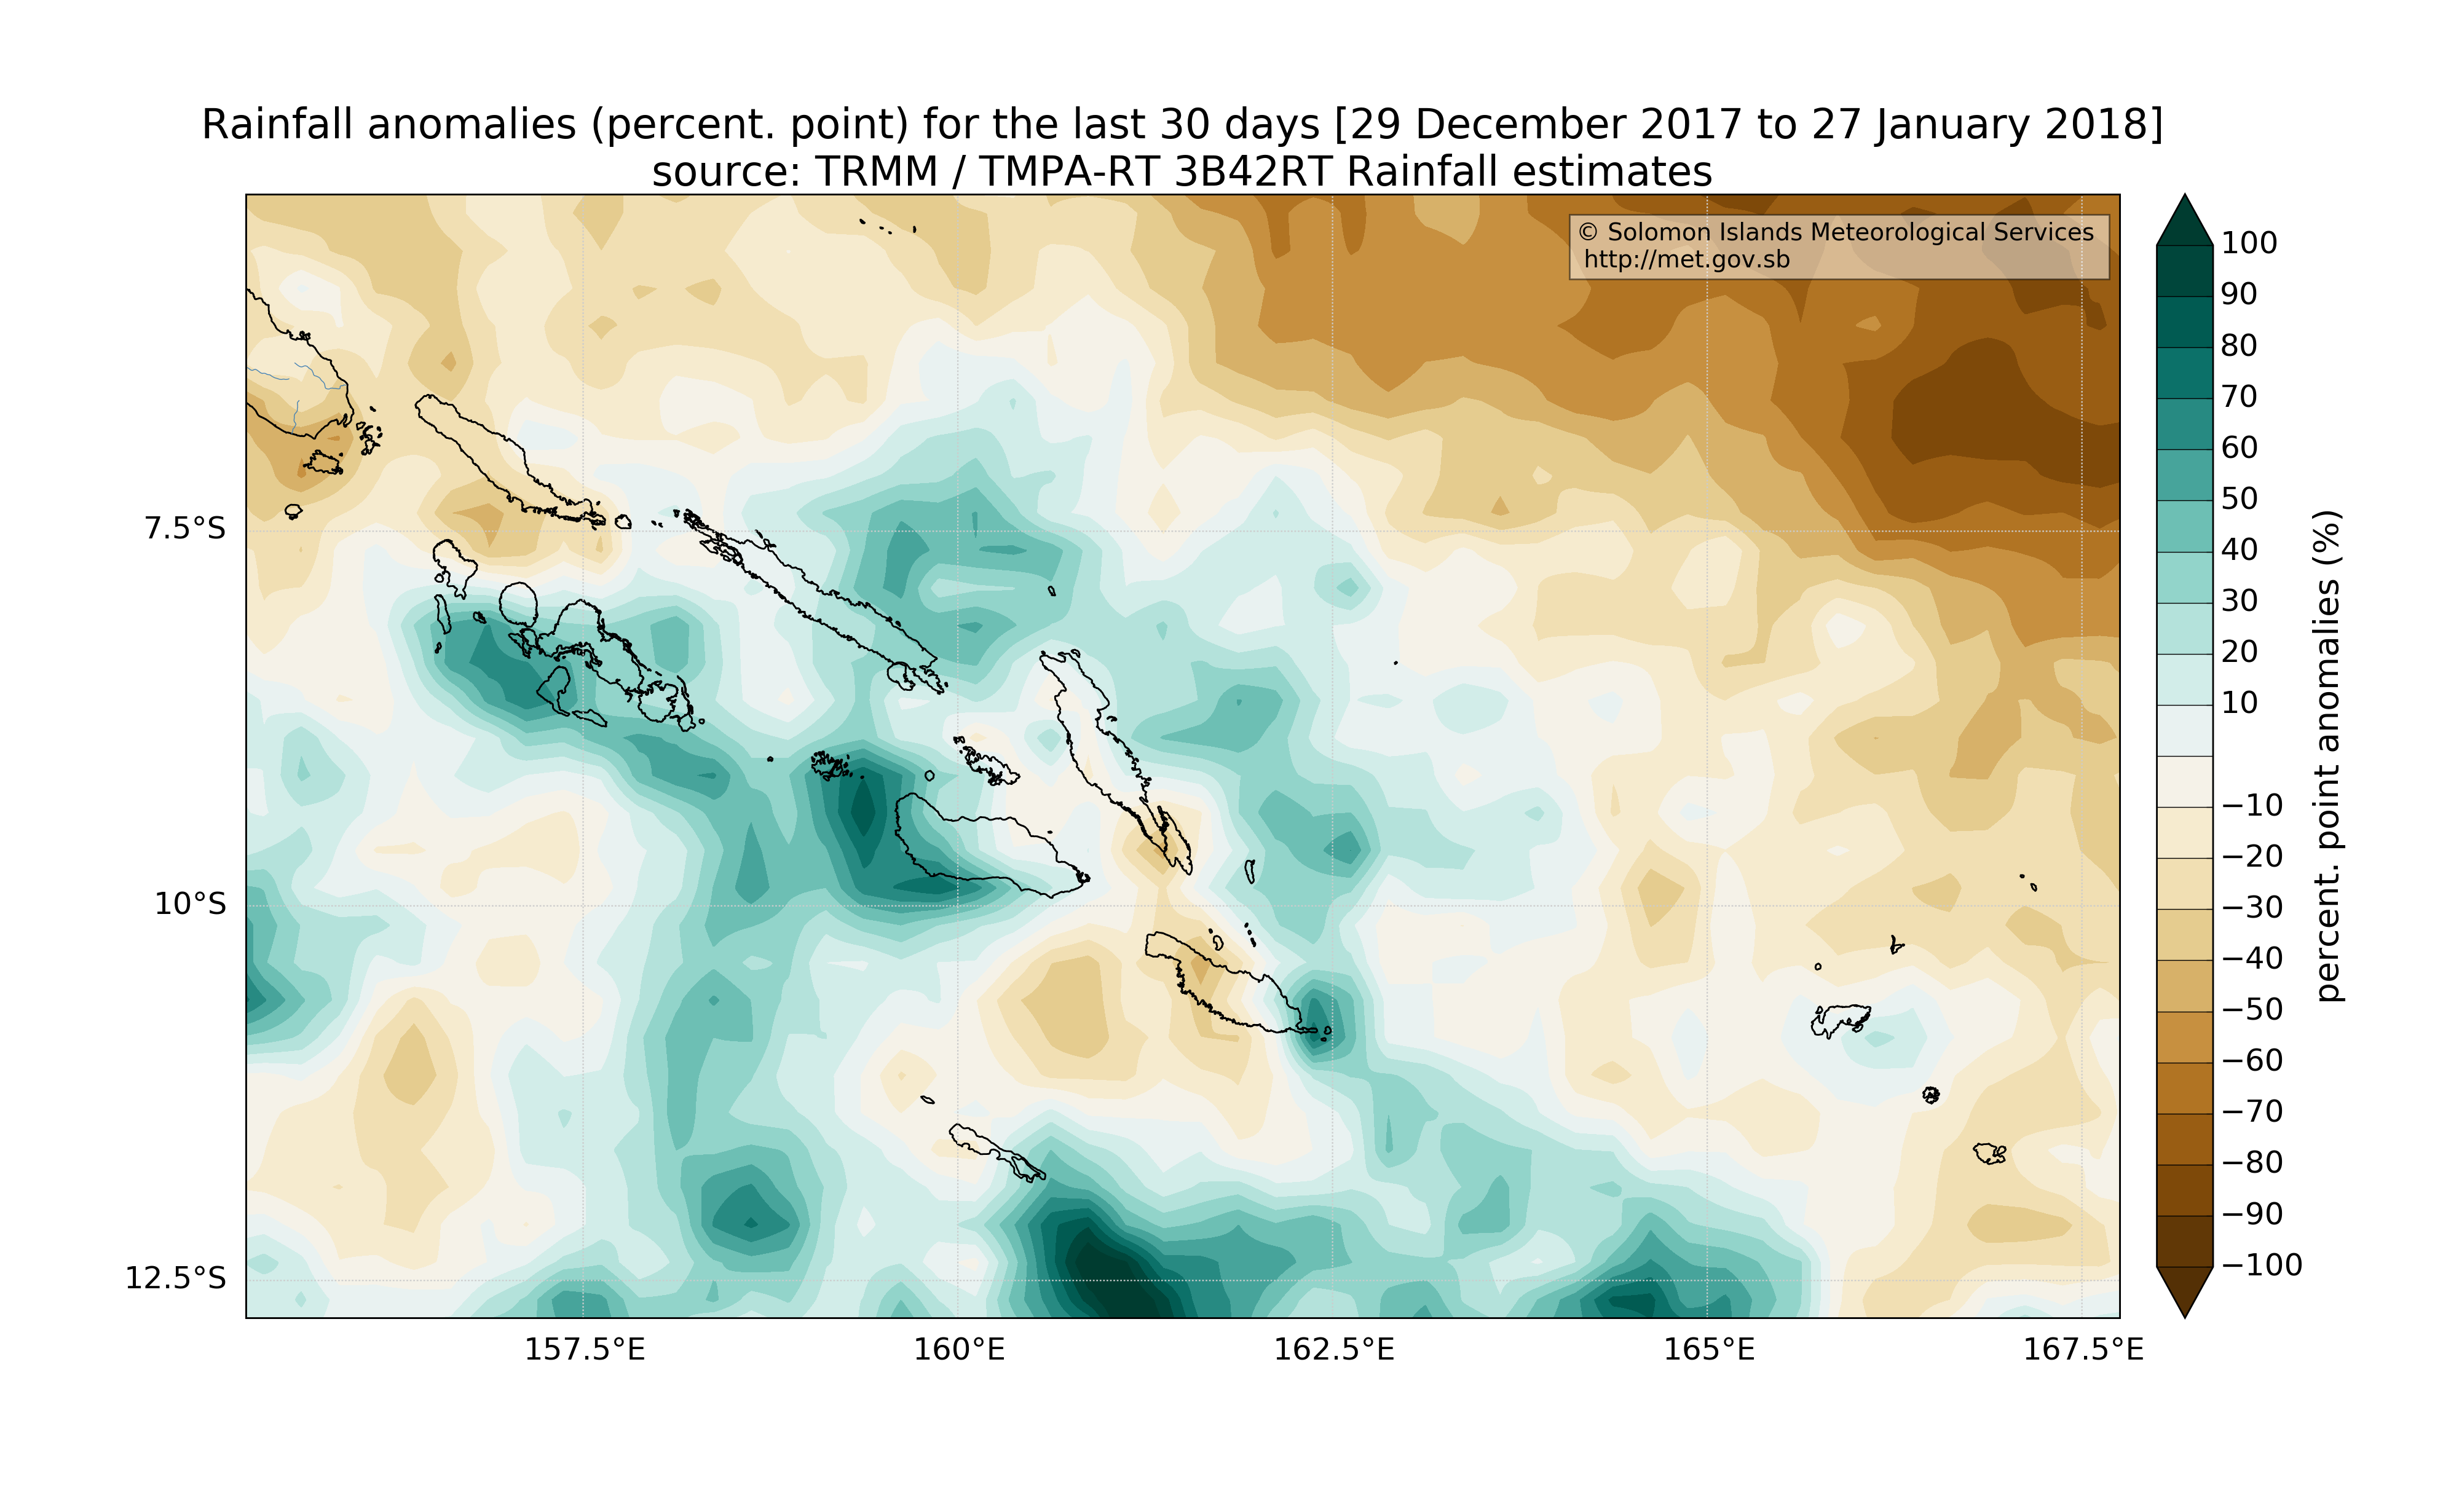 Rainfall anomalies (percent. point) for the last 30 days [29 December 2017 to 27 January 2018]
source: TRMM / TMPA-RT 3B42RT Rainfall estimates
© Solomon Islands Meteorological Services
http://met.gov.sb
7.5°S
10°S
12.5°S
157.5°E
160°E
162.5°E
165°E
167.5°E
100
90
80
70
60
50
40
30
20
10
−10
−20
−30
−40
−50
−60
−70
−80
−90
−100
percent. point anomalies (%)